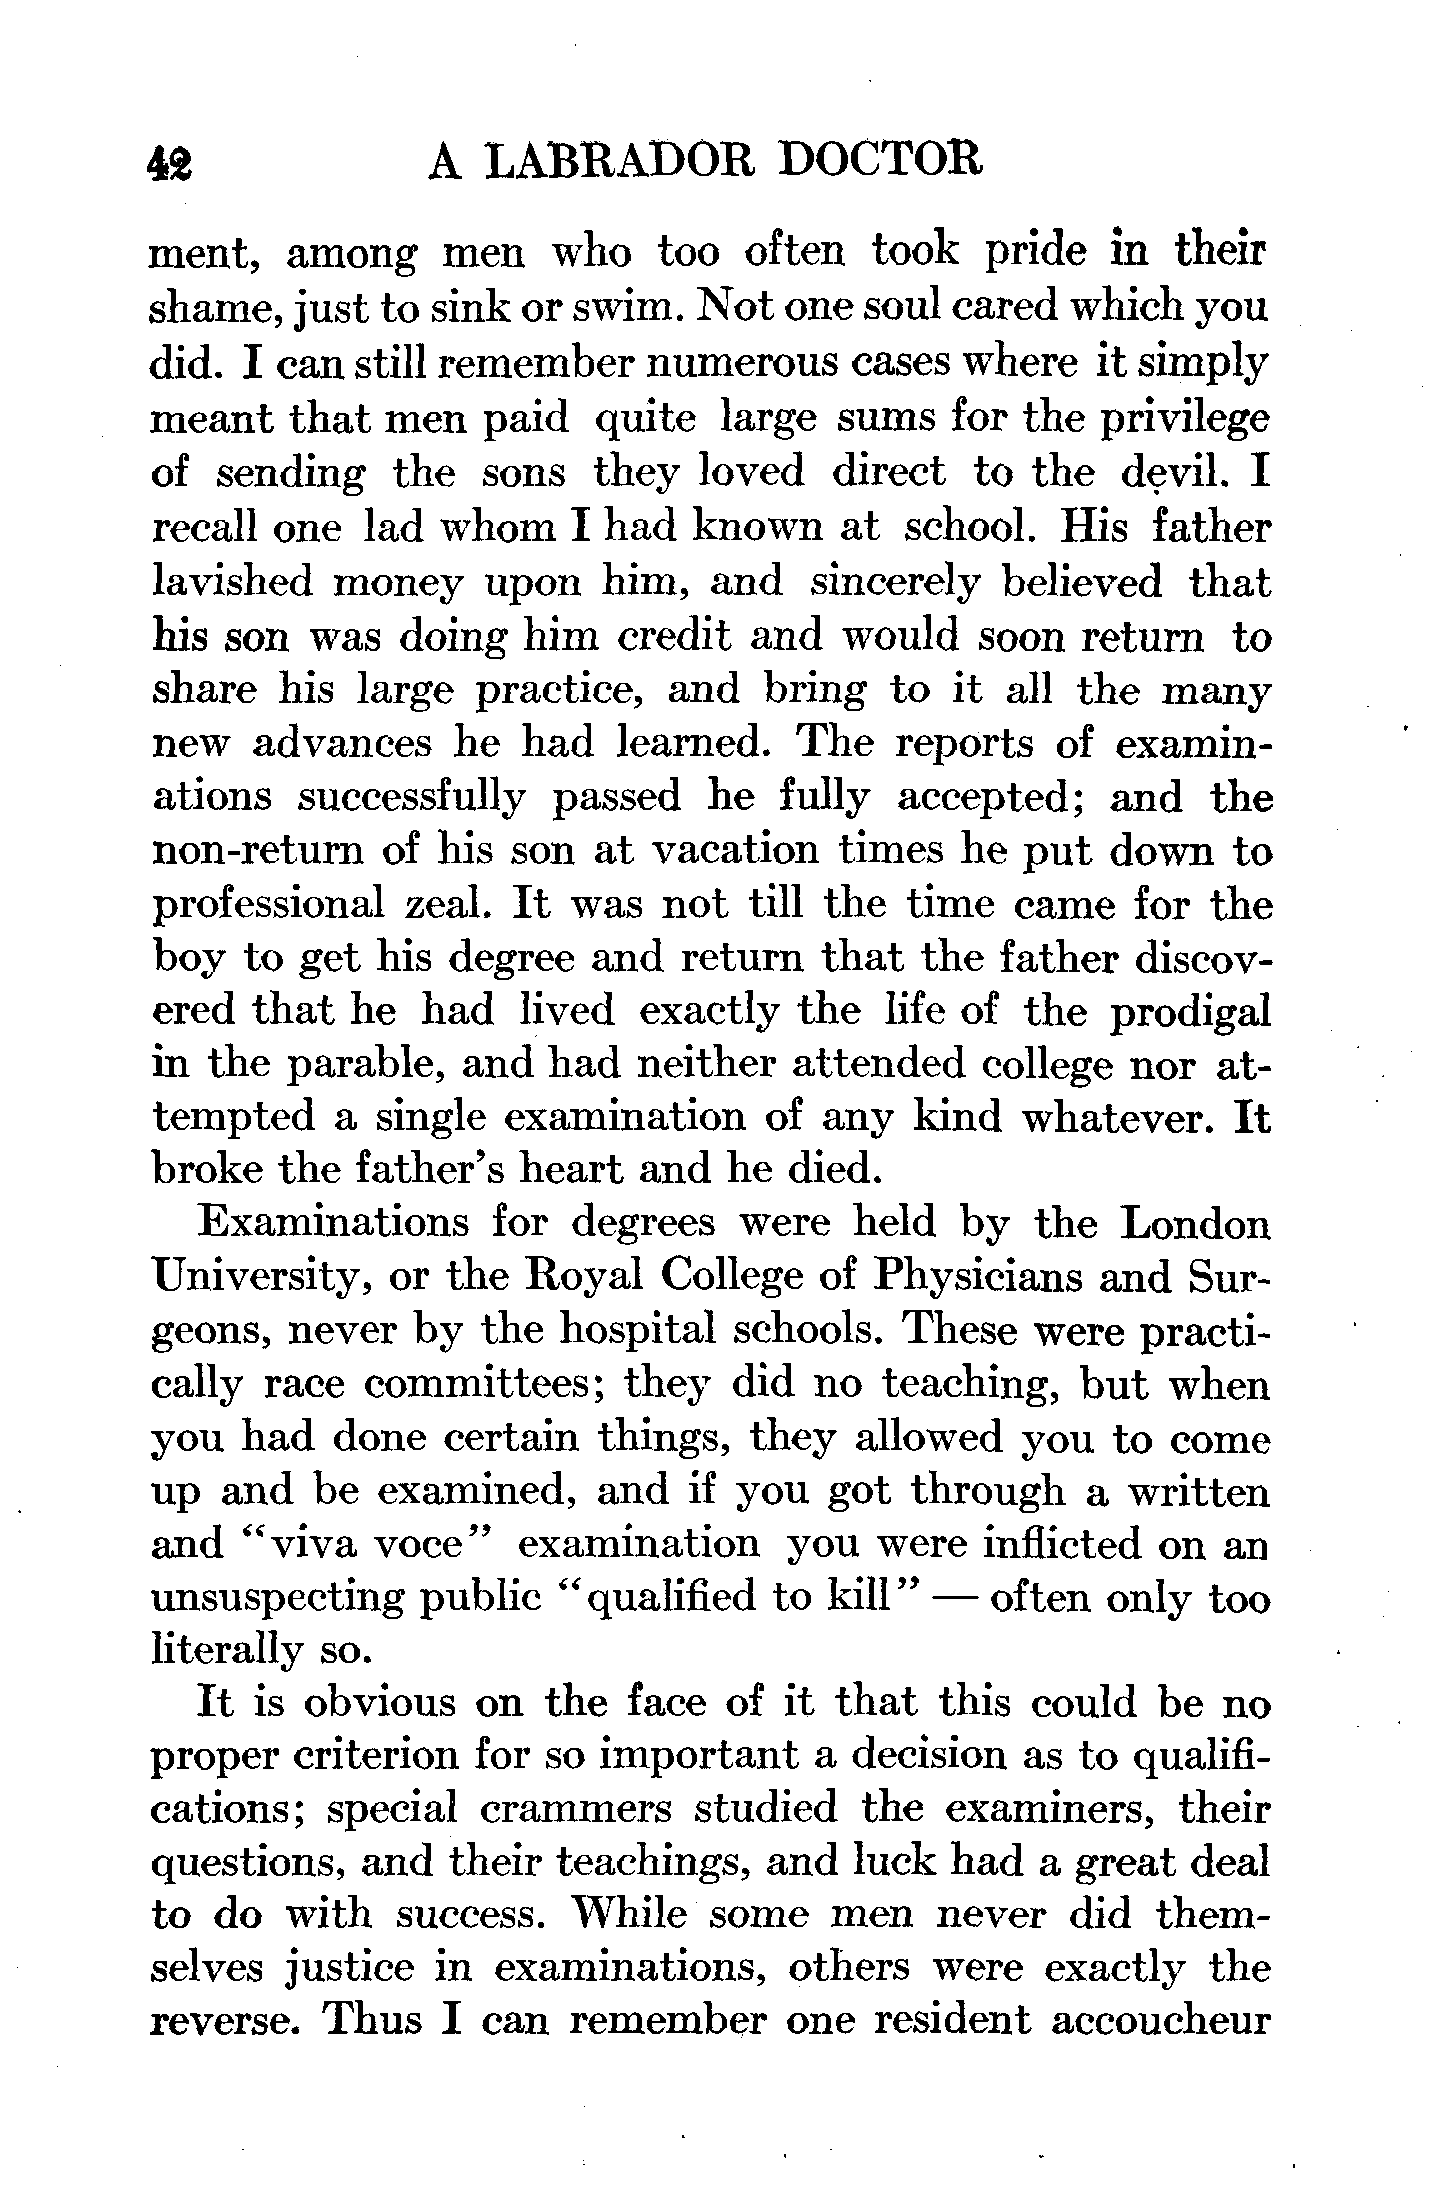 42 A LABRADOR DOCTOR
ment, among men who too often took pride in their
shame, just to sink or swim. Not one soul cared which you
did. I can still remember numerous cases where it simply
meant that men paid quite large sums for the privilege
of sending the sons they loved direct to the devil. I
recall one lad whom I had known at school. His father
lavished money upon him, and sincerely believed that
his son was doing him credit and would soon return to
share his large practice, and bring to it all the many
new advances he had learned. The reports of examin-
ations successfully passed he fully accepted; and the
non-return of his son at vacation times he put down to
professional zeal. It was not till the time came for the
boy to get his degree and return that the father discov-
ered that he had lived exactly the life of the prodigal
in the parable, and had neither attended college nor at-
tempted a single examination of any kind whatever. It
broke the father's heart and he died.
Examinations for degrees were held by the London
University, or the Royal College of Physicians and Sur-
geons, never by the hospital schools. These were practi-
cally race committees; they did no teaching, but when
you had done certain things, they allowed you to come
up and be examined, and if you got through a written
and “viva voce” examination you were inflicted on an
unsuspecting public “qualified to kill” — often only too
literally so.
It is obvious on the face of it that this could be no
proper criterion for so important a decision as to qualifi-
cations; special crammers studied the examiners, their
questions, and their teachings, and luck had a great deal
to do with success. While some men never did them-
selves justice in examinations, others were exactly the
reverse. Thus I can remember one resident accoucheur